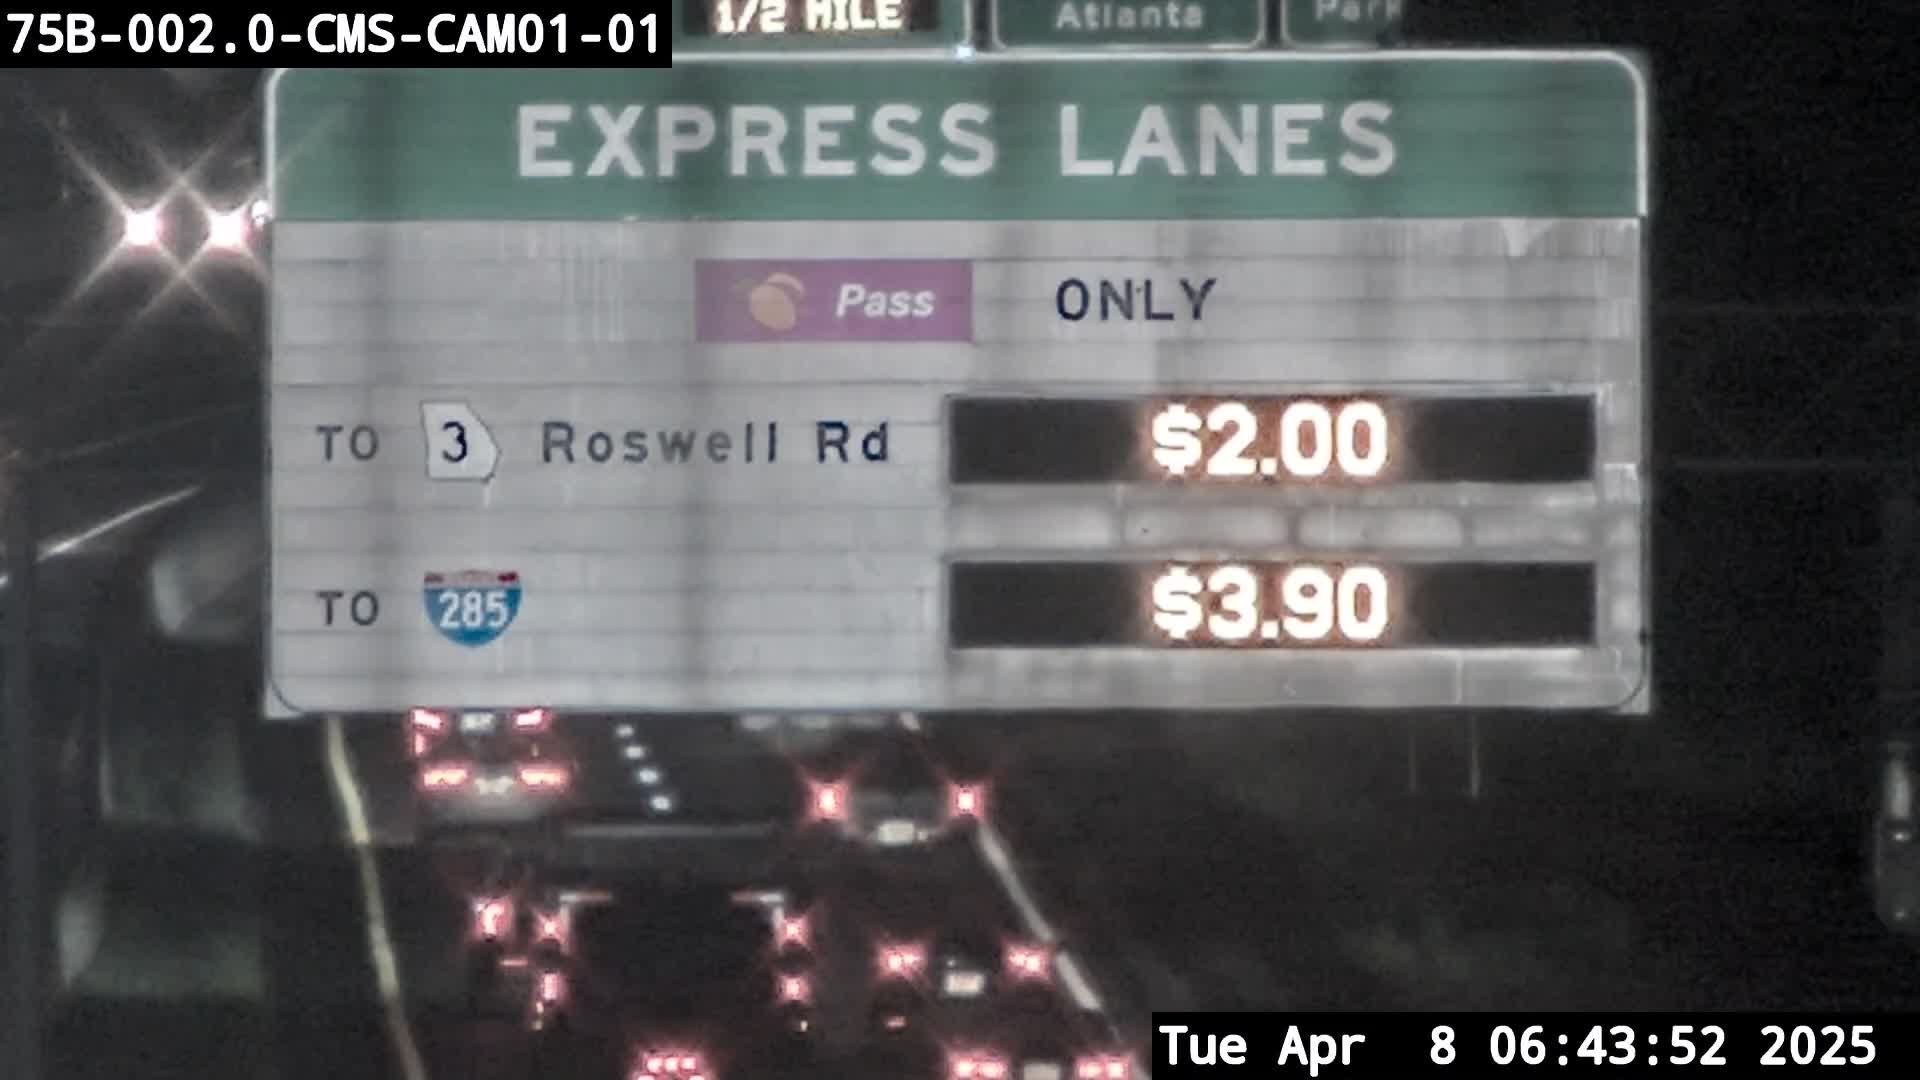 75B-002.0-CMS-CAM01-01
1/2 MILE
Atlanta
Park
EXPRESS LANES
Pass ONLY
TO 3 Roswell Rd $2.00
TO 285 $3.90
Tue Apr 8 06:43:52 2025